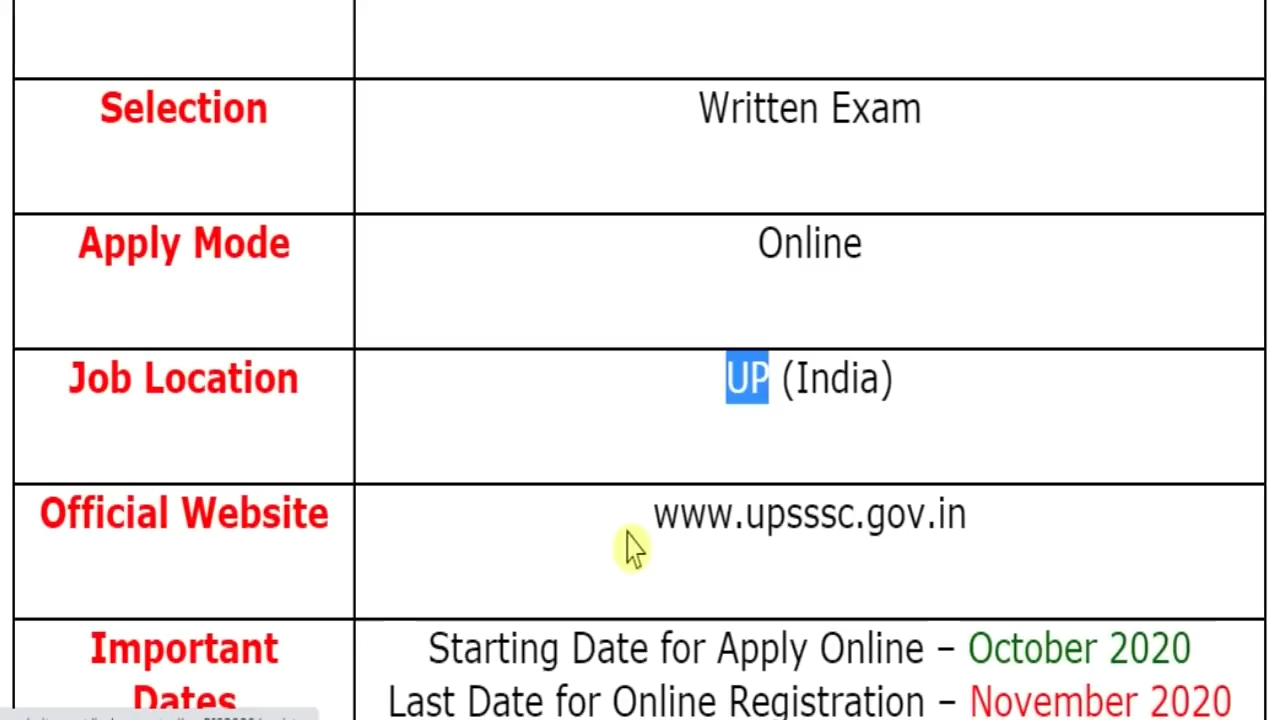 Selection
Written Exam
Apply Mode
Online
Job Location
UP (India)
Official Website
www.upsssc.gov.in
Important
Dates
Starting Date for Apply Online – October 2020
Last Date for Online Registration – November 2020